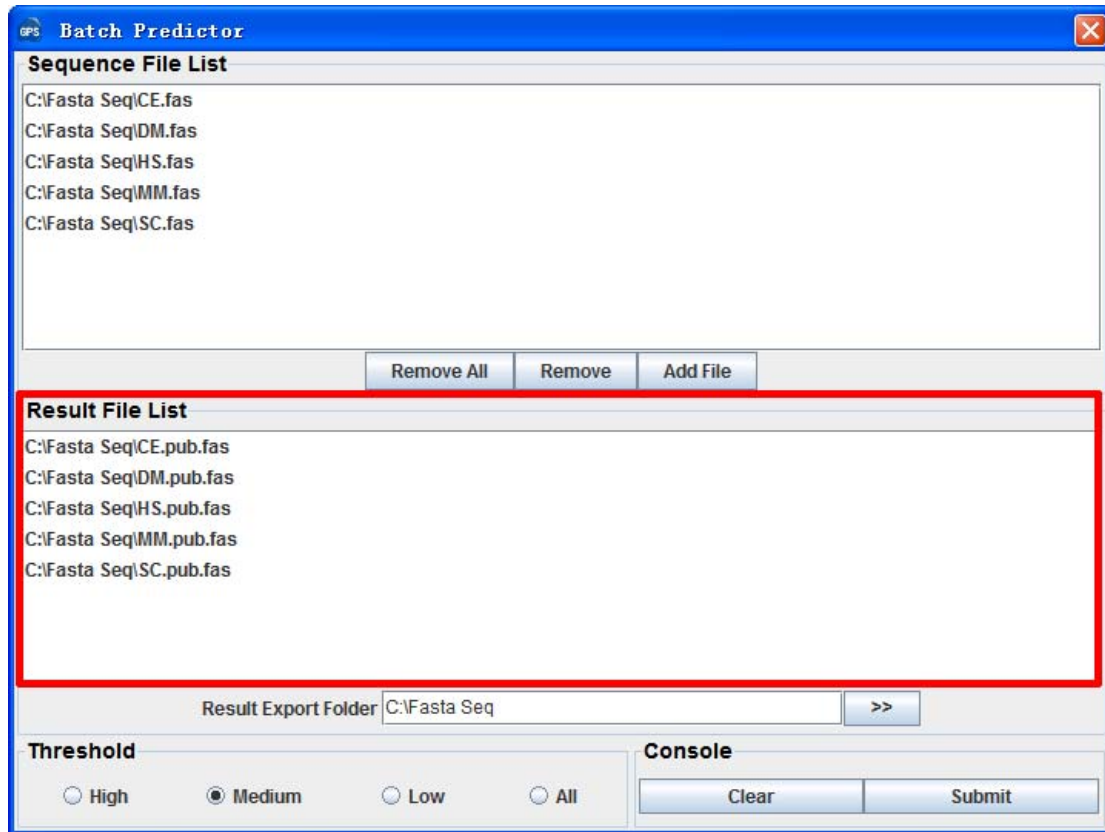 GPS Batch Predictor
Sequence File List
C:\Fasta Seq\CE.fas
C:\Fasta Seq\DM.fas
C:\Fasta Seq\HS.fas
C:\Fasta Seq\MM.fas
C:\Fasta Seq\SC.fas
Remove All Remove Add File
Result File List
C:\Fasta Seq\CE.pub.fas
C:\Fasta Seq\DM.pub.fas
C:\Fasta Seq\HS.pub.fas
C:\Fasta Seq\MM.pub.fas
C:\Fasta Seq\SC.pub.fas
Result Export Folder C:\Fasta Seq >>
Threshold Console
High Medium Low All Clear Submit